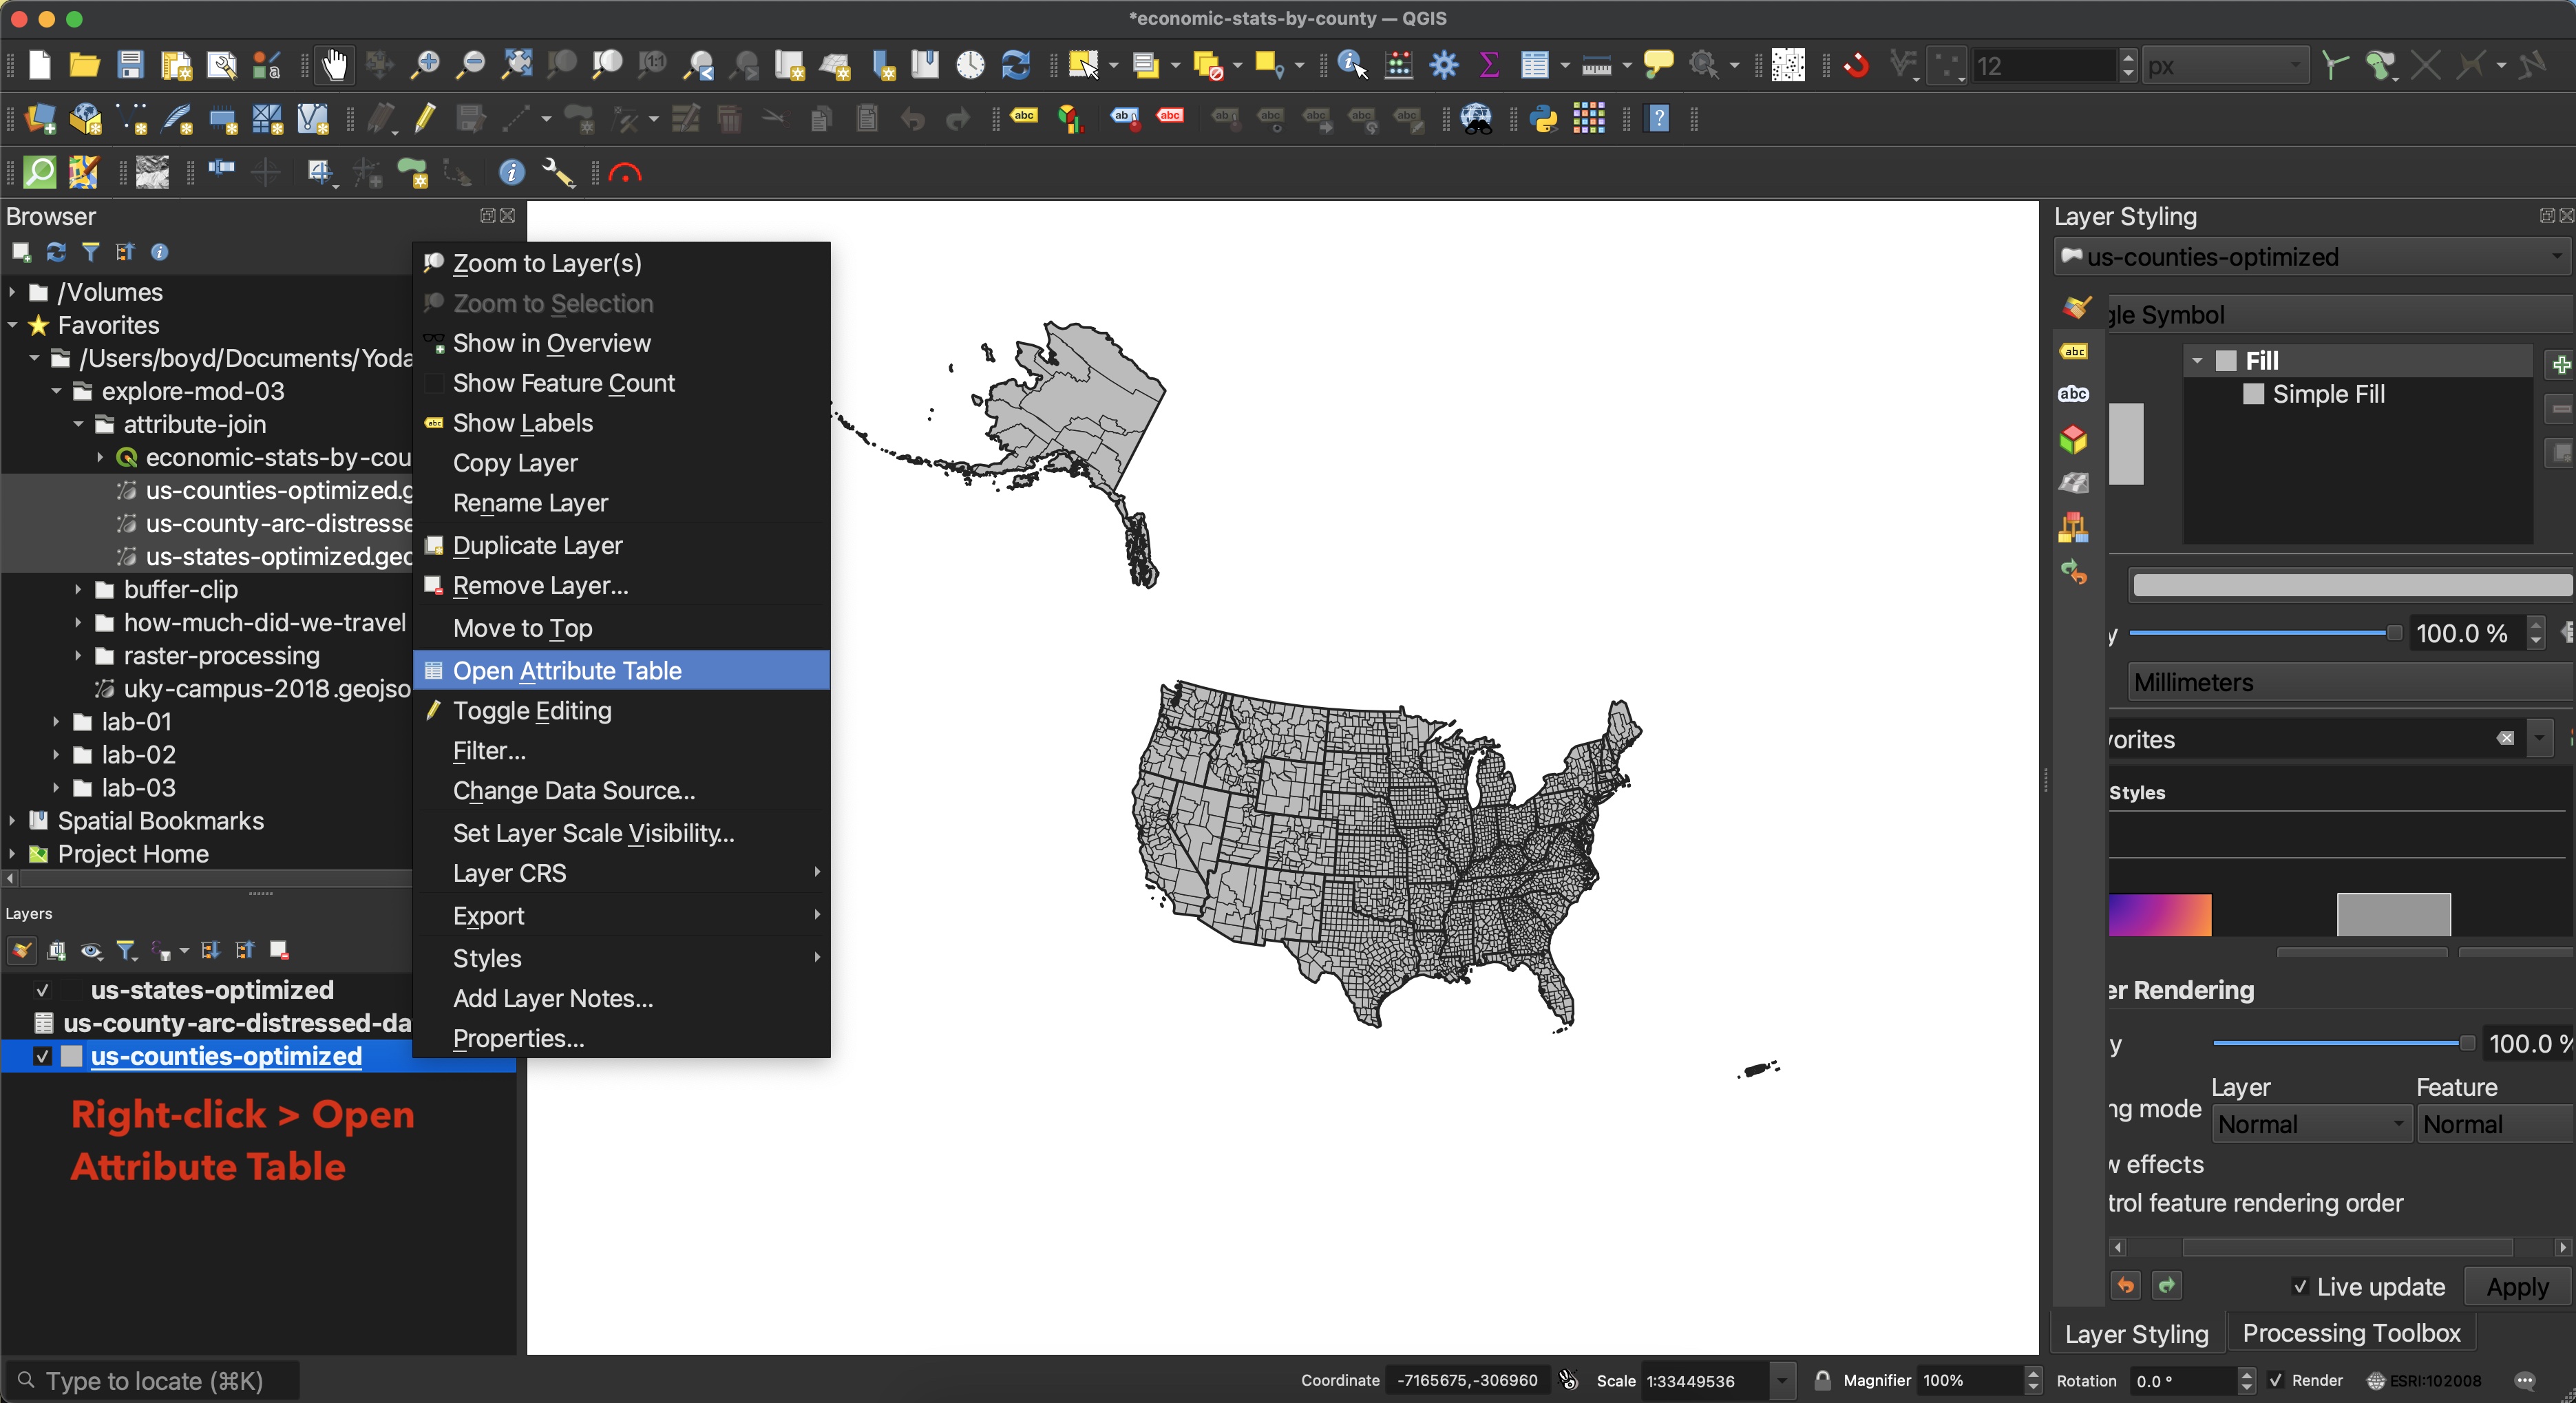 *economic-stats-by-county — QGIS
12
px
Browser
/Volumes
Favorites
/Users/boyd/Documents/Yoda
explore-mod-03
attribute-join
economic-stats-by-cou
us-counties-optimized.g
us-county-arc-distresse
us-states-optimized.geo
buffer-clip
how-much-did-we-travel
raster-processing
uky-campus-2018.geojso
lab-01
lab-02
lab-03
Spatial Bookmarks
Project Home
Layers
us-states-optimized
us-county-arc-distressed-da
us-counties-optimized
Right-click > Open
Attribute Table
Zoom to Layer(s)
Zoom to Selection
Show in Overview
Show Feature Count
Show Labels
Copy Layer
Rename Layer
Duplicate Layer
Remove Layer...
Move to Top
Open Attribute Table
Toggle Editing
Filter...
Change Data Source...
Set Layer Scale Visibility...
Layer CRS
Export
Styles
Add Layer Notes...
Properties...
Layer Styling
us-counties-optimized
gle Symbol
Fill
Simple Fill
y 100.0 %
Millimeters
vorites
Styles
er Rendering
y 100.0 %
Layer Feature
ng mode Normal Normal
w effects
trol feature rendering order
Live update Apply
Layer Styling Processing Toolbox
Type to locate (⌘K) Coordinate -7165675,-306960 Scale 1:33449536 Magnifier 100% Rotation 0.0 ° Render ESRI:102008